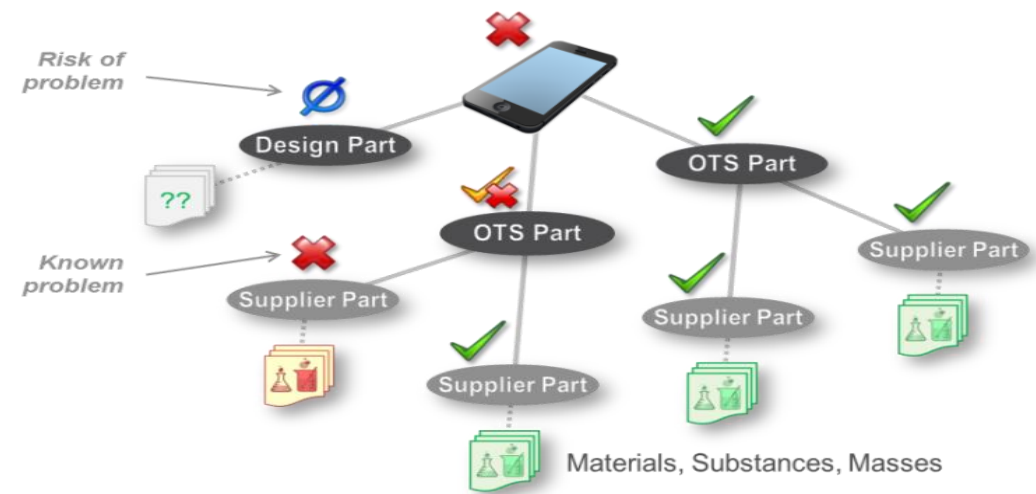 Risk of
problem
Design Part
OTS Part
??
OTS Part
Supplier Part
Known
problem
Supplier Part
Supplier Part
Supplier Part
Materials, Substances, Masses